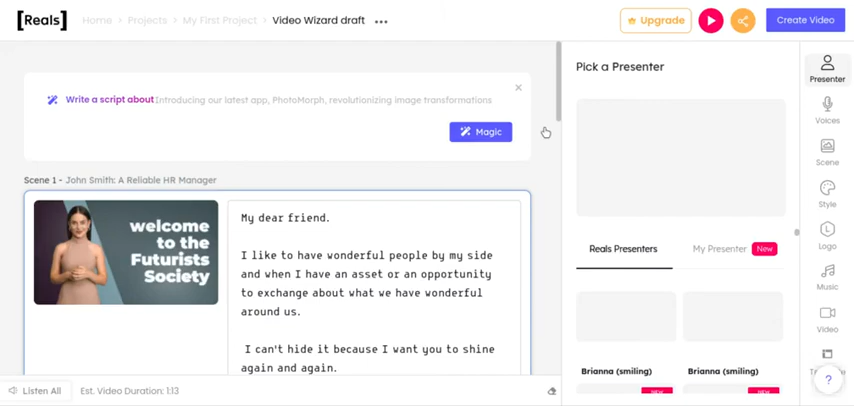 [Reals]
Home > Projects > My First Project > Video Wizard draft ...
Upgrade
Create Video
Write a script about Introducing our latest app, PhotoMorph, revolutionizing image transformations
Magic
Scene 1 - John Smith: A Reliable HR Manager
welcome
to the
Futurists
Society
My dear friend.
I like to have wonderful people by my side
and when I have an asset or an opportunity
to exchange about what we have wonderful
around us.
I can't hide it because I want you to shine
again and again.
Listen All
Est. Video Duration: 1:13
Pick a Presenter
Reals Presenters
My Presenter New
Brianna (smiling)
Brianna (smiling)
NEW
NEW
Presenter
Voices
Scene
Style
Logo
Music
Video
?